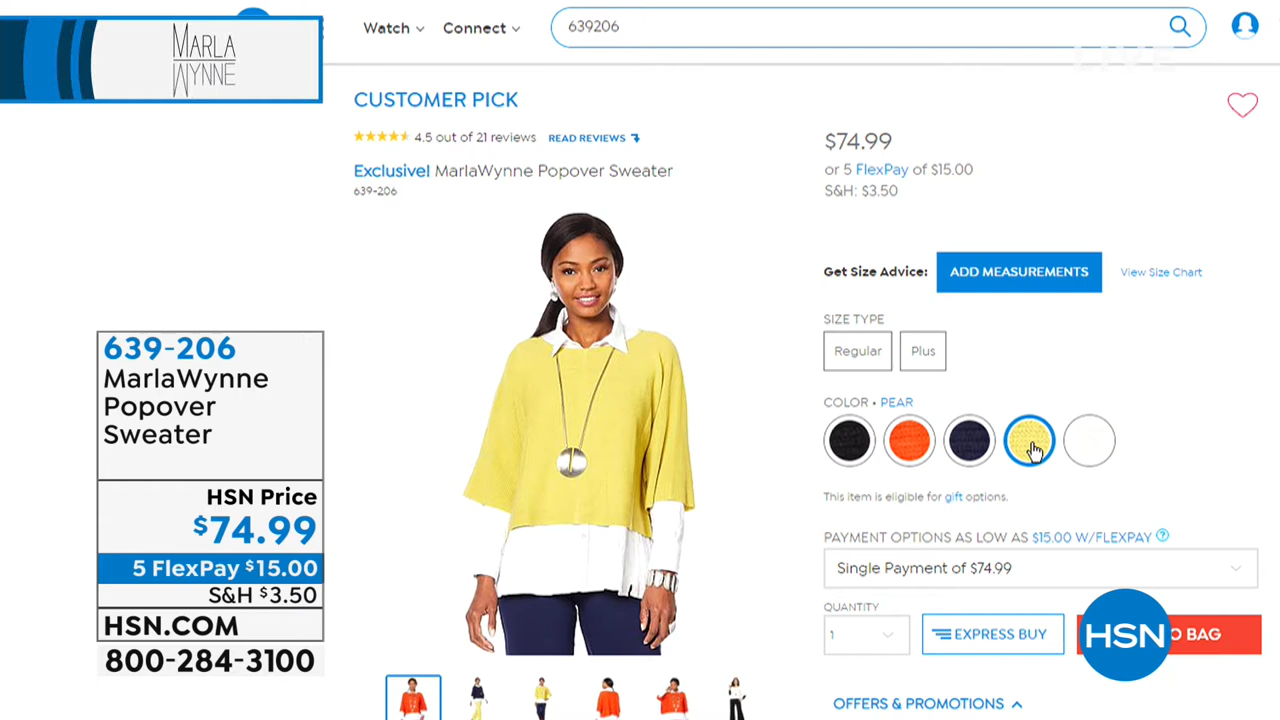 MARLA
WYNNE
Watch
Connect
639206
LIVE
CUSTOMER PICK
4.5 out of 21 reviews READ REVIEWS
Exclusive! MarlaWynne Popover Sweater
639-206
$74.99
or 5 FlexPay of $15.00
S&H: $3.50
Get Size Advice: ADD MEASUREMENTS View Size Chart
SIZE TYPE
Regular Plus
COLOR • PEAR
This item is eligible for gift options.
PAYMENT OPTIONS AS LOW AS $15.00 W/FLEXPAY ?
Single Payment of $74.99
QUANTITY
1 EXPRESS BUY O BAG
HSN
OFFERS & PROMOTIONS
639-206
MarlaWynne
Popover
Sweater
HSN Price
$74.99
5 FlexPay $15.00
S&H $3.50
HSN.COM
800-284-3100